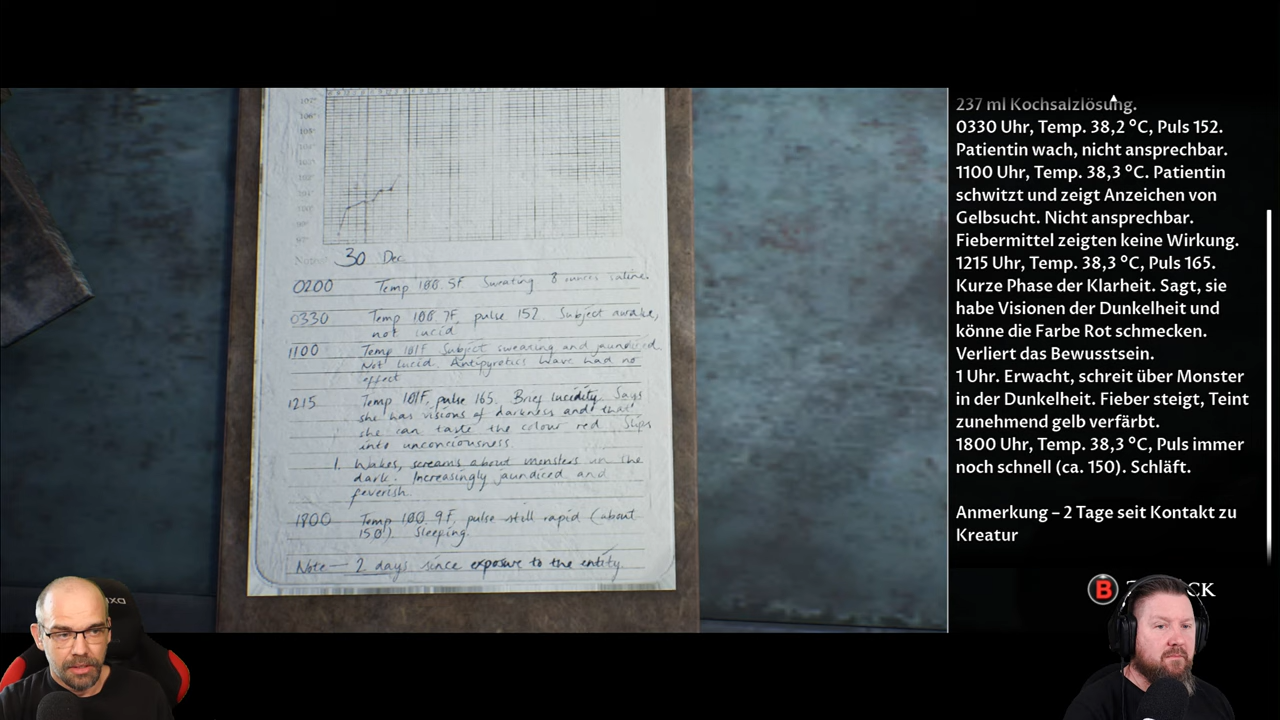 107°
106°
105°
104°
103°
102°
101°
100°
30 Dec
0200 Temp 100.5F. Sweating 8 ounces saline.
0330 Temp 100.7F pulse 152. Subject awake,
not lucid
1100 Temp 101F Subject sweating and jaundiced.
Not lucid. Antipyretics have had no
effect
1215 Temp 101F, pulse 165. Brief lucidity. Says
she has visions of darkness and that
she can taste the colour red. Slips
into unconciousness
1. Wakes, screams about monsters in the
dark. Increasingly jaundiced and
feverish.
1800 Temp 100.9F, pulse still rapid (about
150). Sleeping.
Note — 2 days since exposure to the entity
237 ml Kochsalzlösung.
0330 Uhr, Temp. 38,2 °C, Puls 152.
Patientin wach, nicht ansprechbar.
1100 Uhr, Temp. 38,3 °C. Patientin
schwitzt und zeigt Anzeichen von
Gelbsucht. Nicht ansprechbar.
Fiebermittel zeigten keine Wirkung.
1215 Uhr, Temp. 38,3 °C, Puls 165.
Kurze Phase der Klarheit. Sagt, sie
habe Visionen der Dunkelheit und
könne die Farbe Rot schmecken.
Verliert das Bewusstsein.
1 Uhr. Erwacht, schreit über Monster
in der Dunkelheit. Fieber steigt, Teint
zunehmend gelb verfärbt.
1800 Uhr, Temp. 38,3 °C, Puls immer
noch schnell (ca. 150). Schläft.
Anmerkung – 2 Tage seit Kontakt zu
Kreatur
B